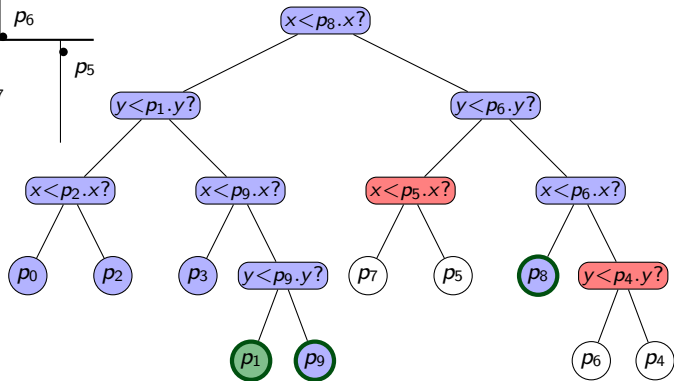 p6
x<p8.x?
p5
y<p1.y?
y<p6.y?
x<p2.x?
x<p9.x?
x<p5.x?
x<p6.x?
p0
p2
p3
y<p9.y?
p7
p5
p8
y<p4.y?
p1
p9
p6
p4